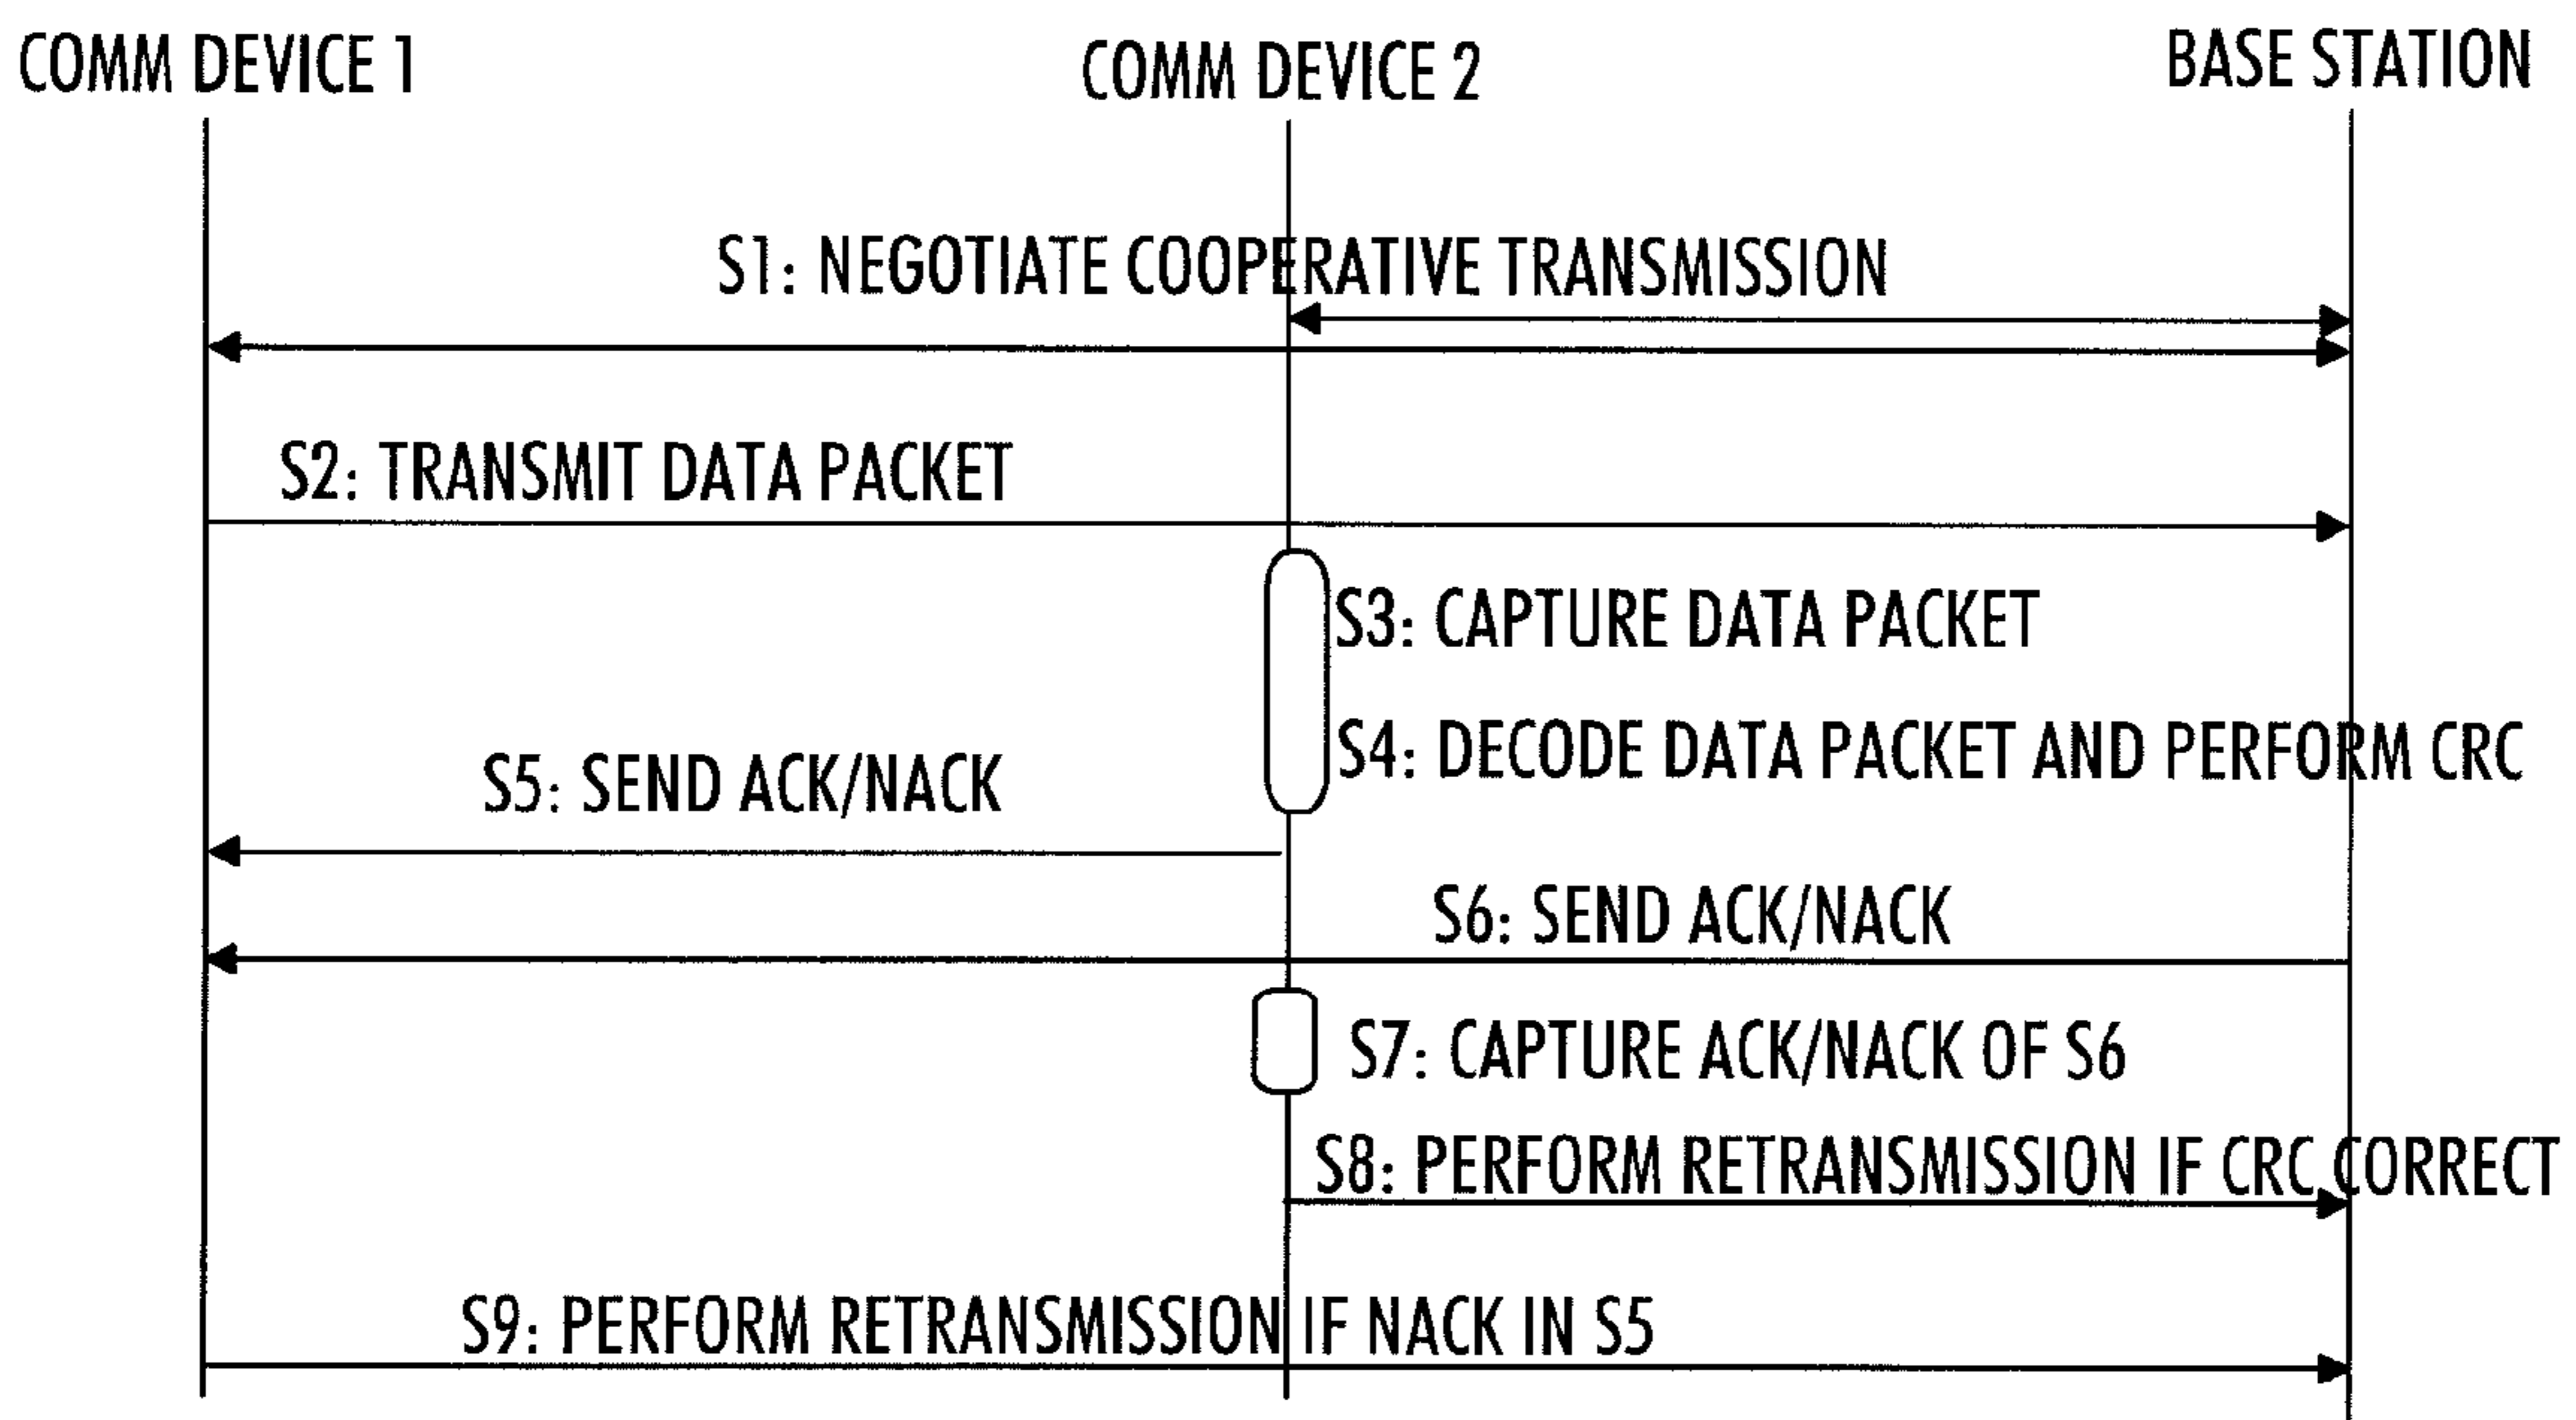 COMM DEVICE 1
COMM DEVICE 2
BASE STATION
S1: NEGOTIATE COOPERATIVE TRANSMISSION
S2: TRANSMIT DATA PACKET
S3: CAPTURE DATA PACKET
S4: DECODE DATA PACKET AND PERFORM CRC
S5: SEND ACK/NACK
S6: SEND ACK/NACK
S7: CAPTURE ACK/NACK OF S6
S8: PERFORM RETRANSMISSION IF CRC CORRECT
S9: PERFORM RETRANSMISSION IF NACK IN S5